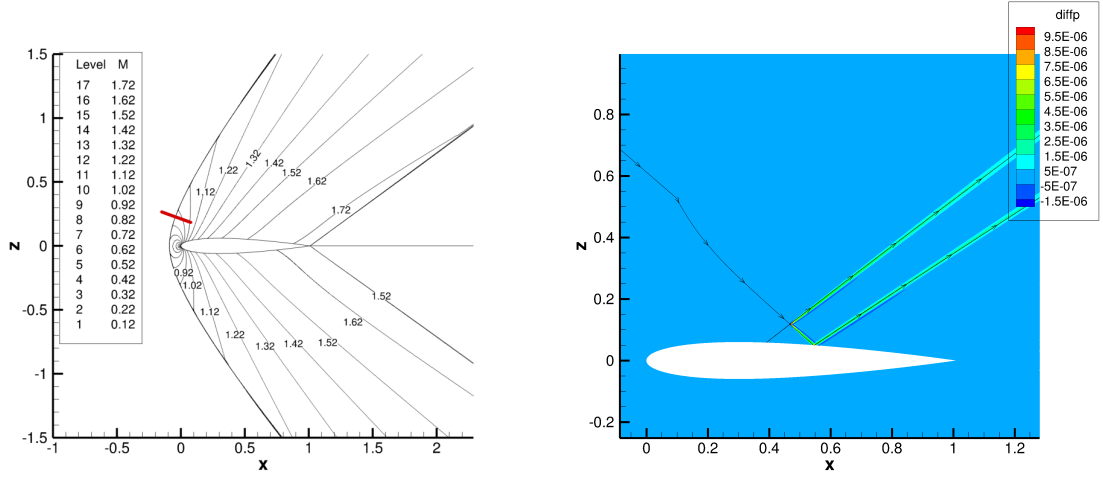 1.5
1
0.5
0
-0.5
-1
-1.5
z
Level M
17 1.72
16 1.62
15 1.52
14 1.42
13 1.32
12 1.22
11 1.12
10 1.02
9 0.92
8 0.82
7 0.72
6 0.62
5 0.52
4 0.42
3 0.32
2 0.22
1 0.12
1.12
1.22
1.32
1.42
1.52
1.62
1.72
0.92
1.02
1.12
1.22
1.32
1.42
1.52
1.62
1.52
-1 -0.5 0 0.5 1 1.5 2
x
diffp
9.5E-06
8.5E-06
7.5E-06
6.5E-06
5.5E-06
4.5E-06
3.5E-06
2.5E-06
1.5E-06
5E-07
-5E-07
-1.5E-06
0.8
0.6
0.4
0.2
0
-0.2
z
0 0.2 0.4 0.6 0.8 1 1.2
x